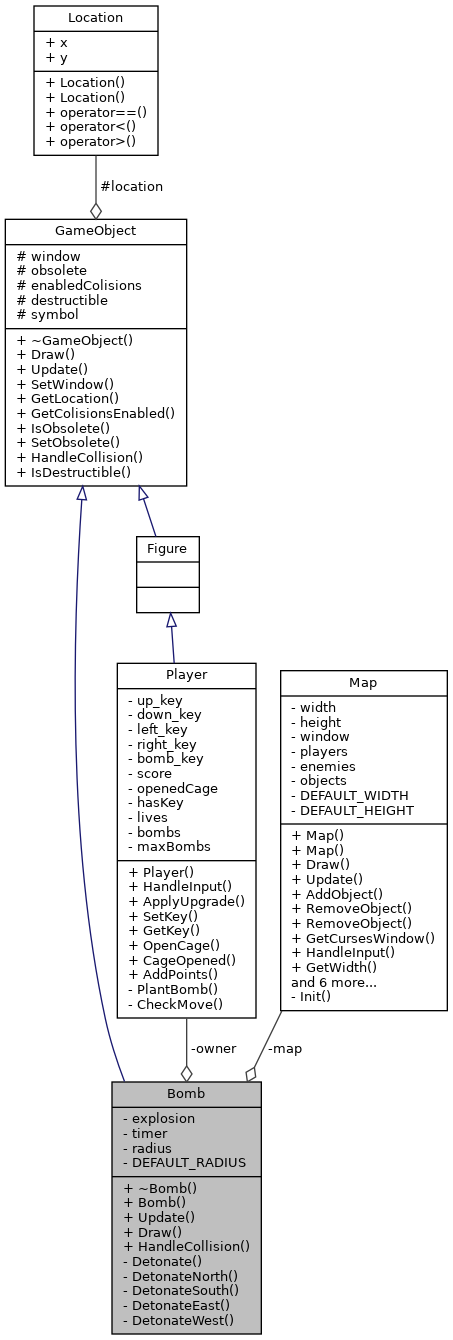 Location
+ x
+ y
+ Location()
+ Location()
+ operator==()
+ operator<()
+ operator>()
#location
GameObject
# window
# obsolete
# enabledColisions
# destructible
# symbol
+ ~GameObject()
+ Draw()
+ Update()
+ SetWindow()
+ GetLocation()
+ GetColisionsEnabled()
+ IsObsolete()
+ SetObsolete()
+ HandleCollision()
+ IsDestructible()
Figure
Player
- up_key
- down_key
- left_key
- right_key
- bomb_key
- score
- openedCage
- hasKey
- lives
- bombs
- maxBombs
+ Player()
+ HandleInput()
+ ApplyUpgrade()
+ SetKey()
+ GetKey()
+ OpenCage()
+ CageOpened()
+ AddPoints()
- PlantBomb()
- CheckMove()
Map
- width
- height
- window
- players
- enemies
- objects
- DEFAULT_WIDTH
- DEFAULT_HEIGHT
+ Map()
+ Map()
+ Draw()
+ Update()
+ AddObject()
+ RemoveObject()
+ RemoveObject()
+ GetCursesWindow()
+ HandleInput()
+ GetWidth()
and 6 more...
- Init()
-owner
-map
Bomb
- explosion
- timer
- radius
- DEFAULT_RADIUS
+ ~Bomb()
+ Bomb()
+ Update()
+ Draw()
+ HandleCollision()
- Detonate()
- DetonateNorth()
- DetonateSouth()
- DetonateEast()
- DetonateWest()